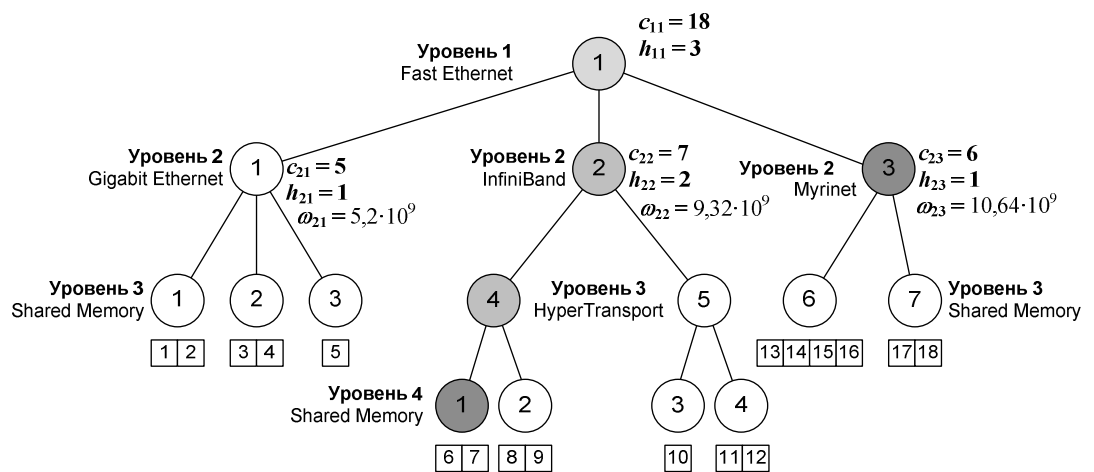 c11 = 18
h11 = 3
Уровень 1
Fast Ethernet
1
Уровень 2
Gigabit Ethernet
1
c21 = 5
h21 = 1
ω21 = 5,2·10^9
Уровень 2
InfiniBand
2
c22 = 7
h22 = 2
ω22 = 9,32·10^9
Уровень 2
Myrinet
3
c23 = 6
h23 = 1
ω23 = 10,64·10^9
Уровень 3
Shared Memory
1
2
3
4
Уровень 3
HyperTransport
5
6
7
Уровень 3
Shared Memory
1 2
3 4
5
13 14 15 16
17 18
Уровень 4
Shared Memory
1
2
3
4
6 7
8 9
10
11 12